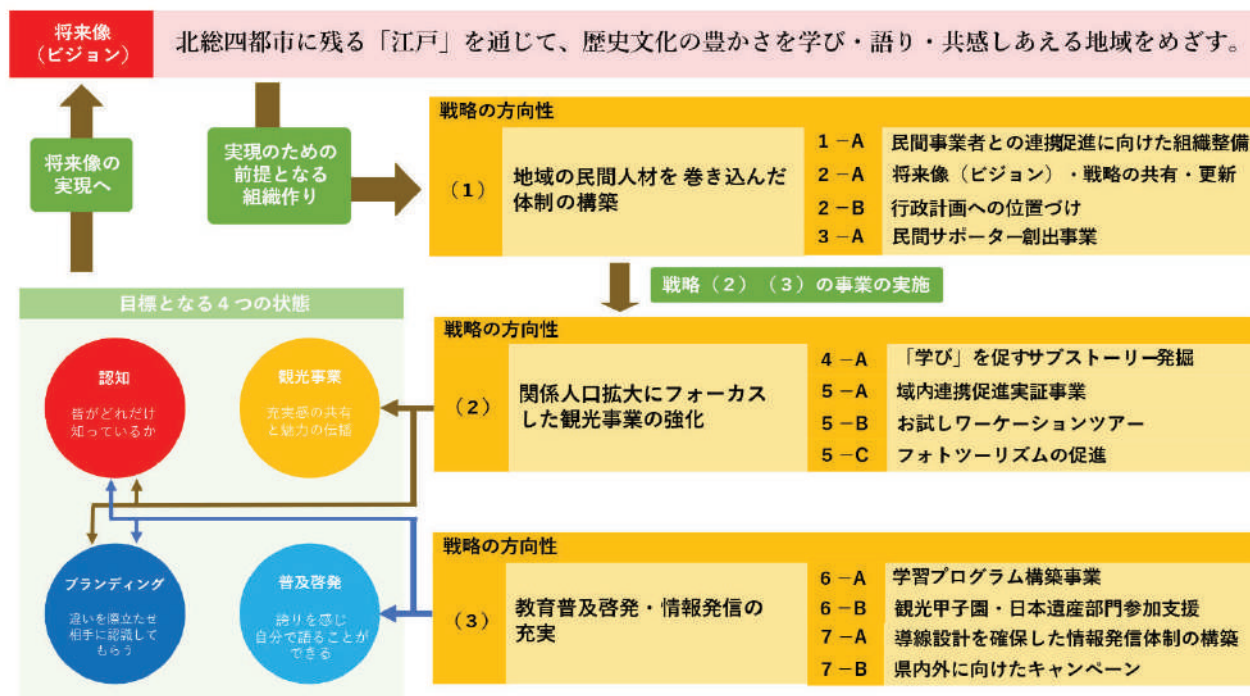 将来像
（ビジョン）
北総四都市に残る「江戸」を通じて、歴史文化の豊かさを学び・語り・共感しあえる地域をめざす。
将来像の
実現へ
実現のための
前提となる
組織作り
戦略の方向性
（１）
地域の民間人材を巻き込んだ
体制の構築
１－A 民間事業者との連携促進に向けた組織整備
２－A 将来像（ビジョン）・戦略の共有・更新
２－B 行政計画への位置づけ
３－A 民間サポーター創出事業
戦略（２）（３）の事業の実施
目標となる４つの状態
認知
皆がどれだけ
知っているか
観光事業
充実感の共有
と魅力の伝播
ブランディング
違いを際立たせ
相手に認識して
もらう
普及啓発
誇りを感じ
自分で語ることが
できる
戦略の方向性
（２）
関係人口拡大にフォーカス
した観光事業の強化
４－A 「学び」を促すサブストーリー発掘
５－A 域内連携促進実証事業
５－B お試しワーケーションツアー
５－C フォトツーリズムの促進
戦略の方向性
（３）
教育普及啓発・情報発信の
充実
６－A 学習プログラム構築事業
６－B 観光甲子園・日本遺産部門参加支援
７－A 導線設計を確保した情報発信体制の構築
７－B 県内外に向けたキャンペーン